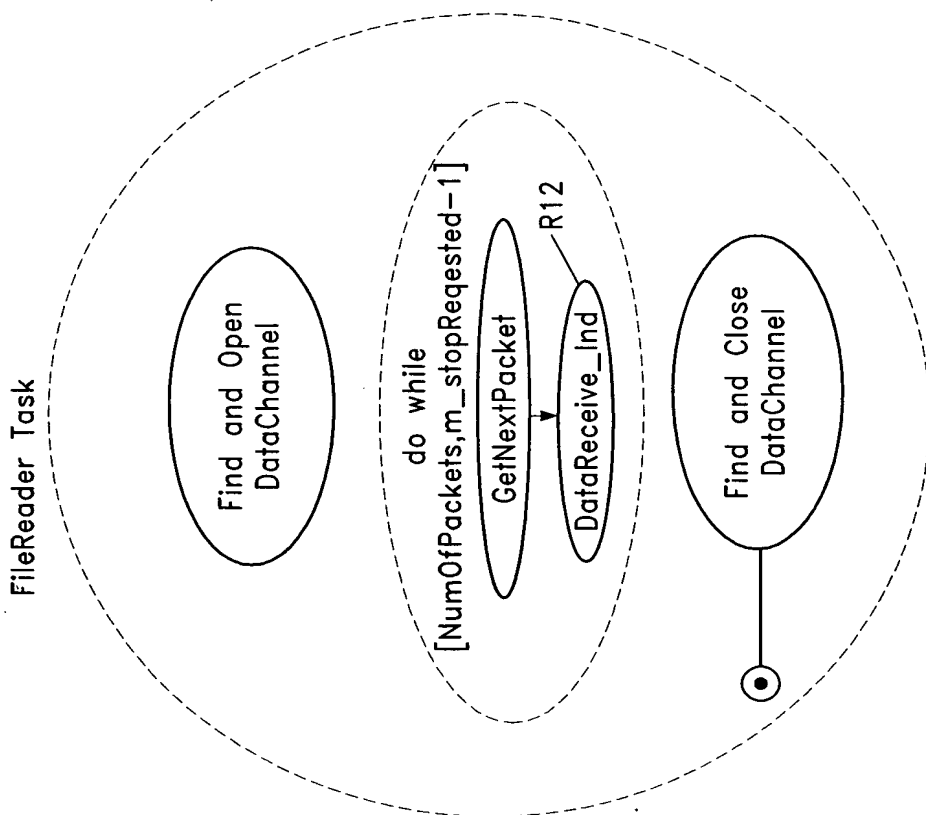 FileReader Task
Find and Open
DataChannel
do while
[NumOfPackets,m_stopReqested-1]
GetNextPacket
DataReceive_Ind
R12
Find and Close
DataChannel